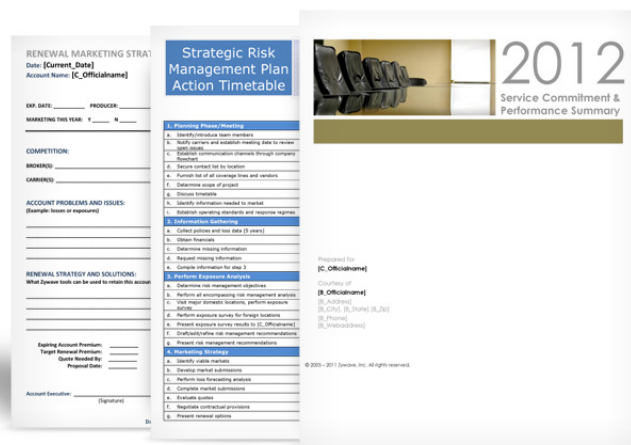 RENEWAL MARKETING STRAT
Date: [Current_Date]
Account Name: [C_Officialname]
EXP. DATE: PRODUCER:
MARKETING THIS YEAR: Y N
COMPETITION:
BROKER(S):
CARRIER(S):
ACCOUNT PROBLEMS AND ISSUES:
(Example: losses or exposures)
RENEWAL STRATEGY AND SOLUTIONS:
What Zywave tools can be used to retain this accoun
Expiring Account Premium:
Target Renewal Premium:
Quote Needed By:
Proposal Date:
Account Executive:
(Signature)
Da
Strategic Risk
Management Plan
Action Timetable
1. Planning Phase/Meeting
a. Identify/introduce team members
b. Notify carriers and establish meeting date to review
open issues
c. Establish communication channels through company
flowchart
d. Secure contact list by location
e. Furnish list of all coverage lines and vendors
f. Determine scope of project
g. Discuss timetable
h. Identify information needed to market
i. Establish operating standards and response regimes
2. Information Gathering
a. Collect policies and loss data (5 years)
b. Obtain financials
c. Determine missing information
d. Request missing information
e. Compile information for step 3
3. Perform Exposure Analysis
a. Determine risk management objectives
b. Perform all encompassing risk management analysis
c. Visit major domestic locations, perform exposure
survey
d. Perform exposure survey for foreign locations
e. Present exposure survey results to [C_Officialname]
f. Draft/edit/refine risk management recommendations
g. Present risk management recommendations
4. Marketing Strategy
a. Identify viable markets
b. Develop market submissions
c. Perform loss forecasting analysis
d. Complete market submissions
e. Evaluate quotes
f. Negotiate contractual provisions
g. Present renewal options
2012
Service Commitment &
Performance Summary
Prepared for
[C_Officialname]
Courtesy of
[B_Officialname]
[B_Address]
[B_City], [B_State] [B_Zip]
[B_Phone]
[B_Webaddress]
© 2005 – 2011 Zywave, Inc. All rights reserved.